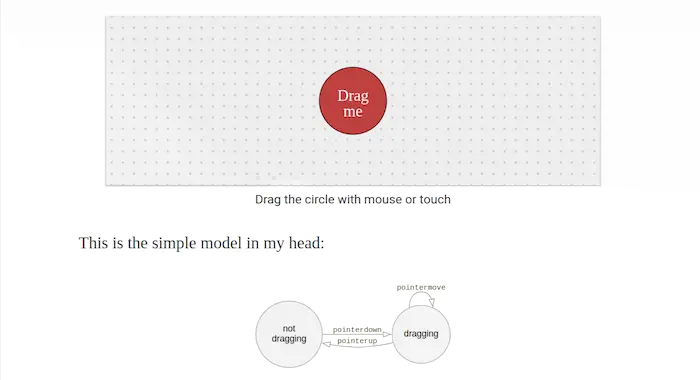 Drag
me
Drag the circle with mouse or touch
This is the simple model in my head:
pointermove
not
dragging
pointerdown
pointerup
dragging